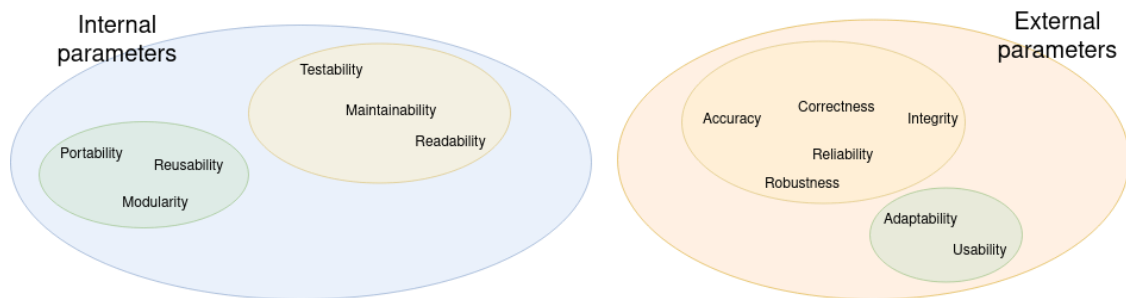 Internal
parameters
Testability
Maintainability
Readability
Portability
Reusability
Modularity
External
parameters
Correctness
Accuracy
Integrity
Reliability
Robustness
Adaptability
Usability